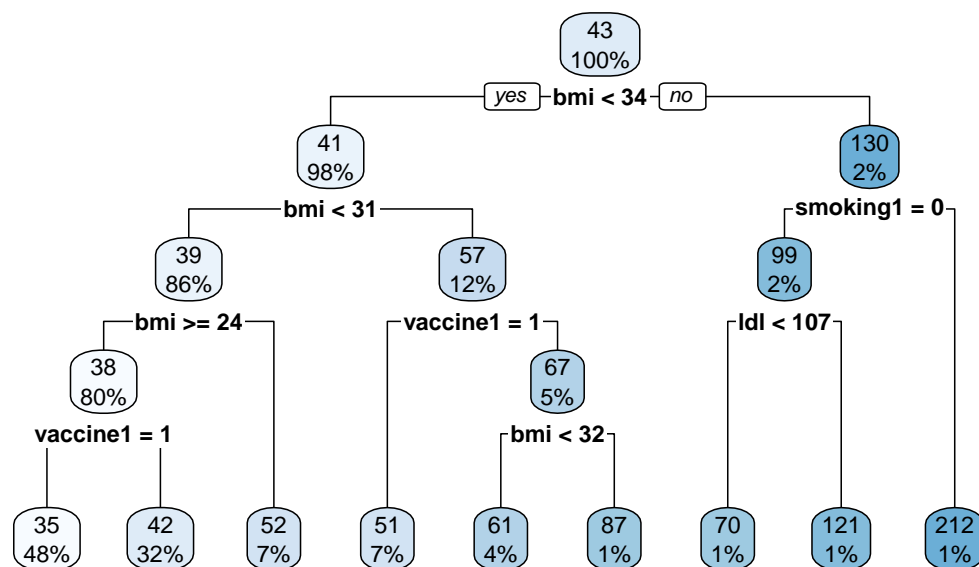 43
100%
yes bmi < 34 no
41 130
98% 2%
bmi < 31 smoking1 = 0
39 57 99
86% 12% 2%
bmi >= 24 vaccine1 = 1 ldl < 107
38 67
80% 5%
vaccine1 = 1 bmi < 32
35 42 52 51 61 87 70 121 212
48% 32% 7% 7% 4% 1% 1% 1% 1%